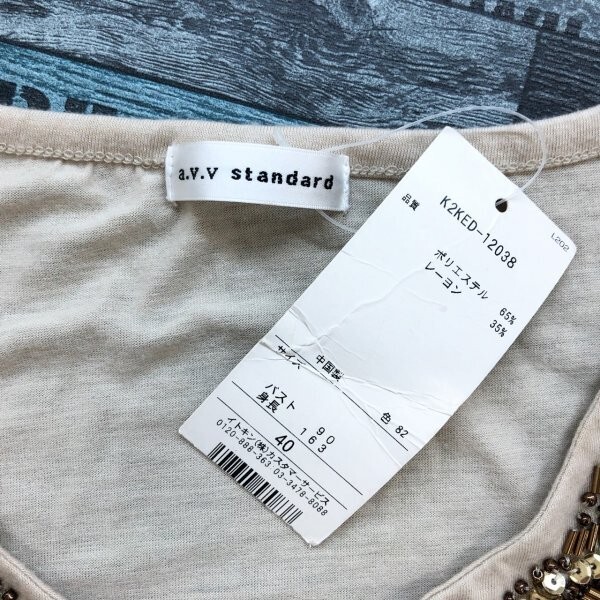 a.v.v standard
L202
品質 K2KED-12038
ポリエステル 65%
レーヨン 35%
中国製
サイズ 色 82
バスト 90
身長 163
40
イトキン(株)カスタマーサービス
0120-888-363 03-3478-8088